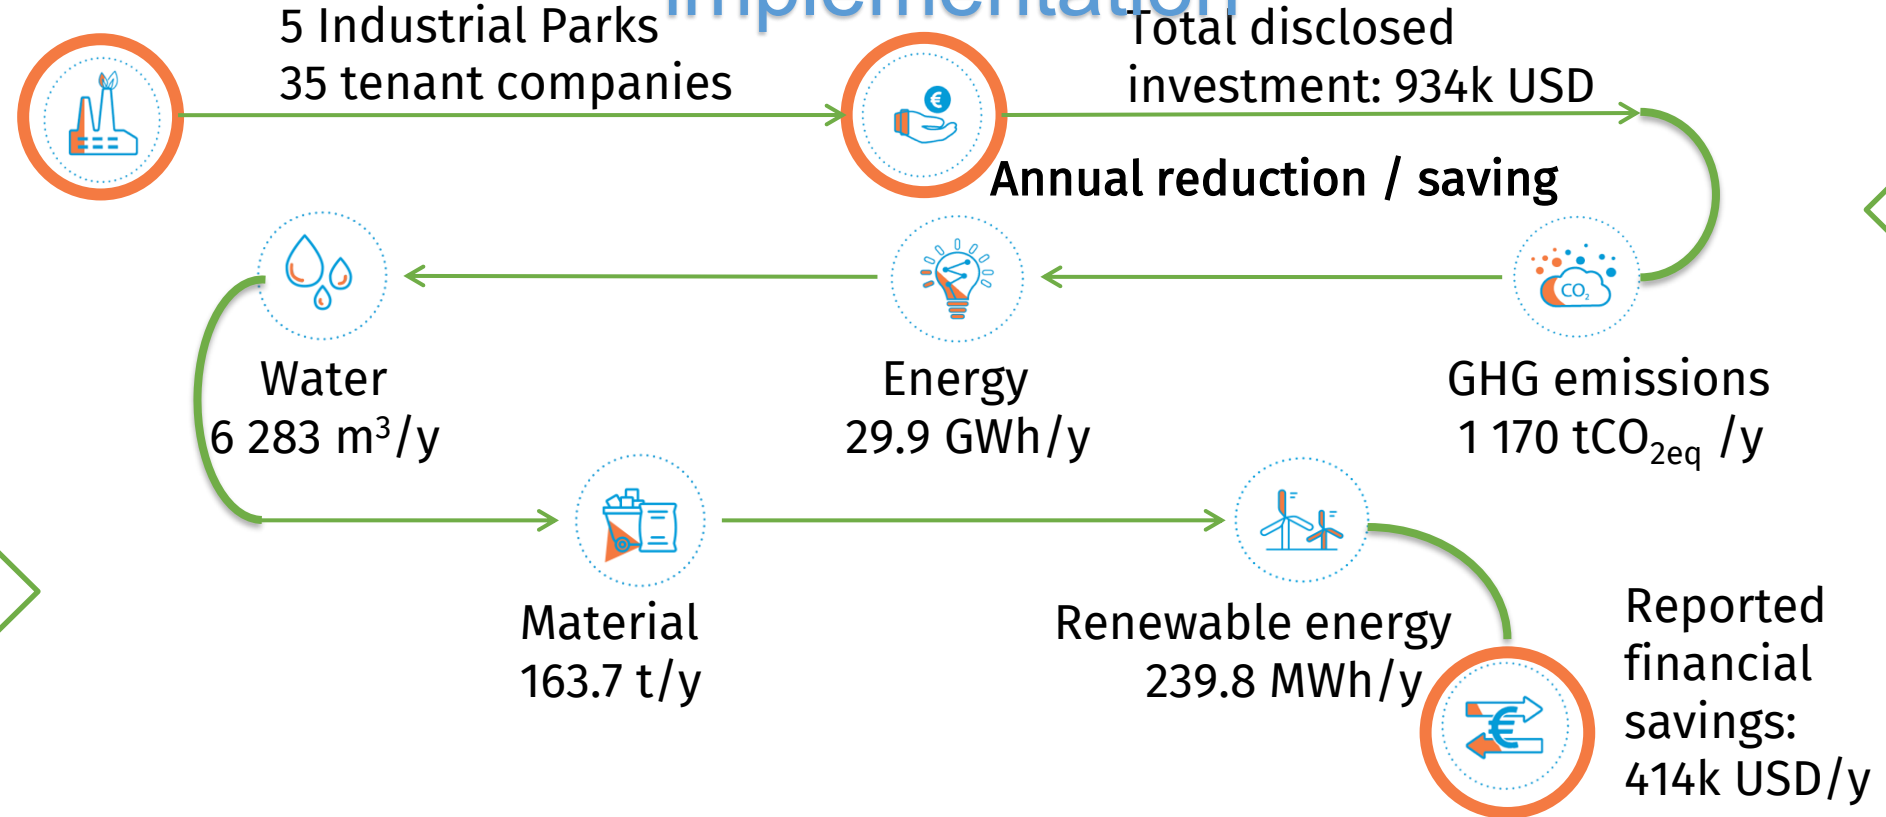 implementation
5 Industrial Parks
35 tenant companies
€
Total disclosed
investment: 934k USD
Annual reduction / saving
CO₂
Water
6 283 m³/y
Energy
29.9 GWh/y
GHG emissions
1 170 tCO₂eq /y
Material
163.7 t/y
Renewable energy
239.8 MWh/y
€
Reported
financial
savings:
414k USD/y